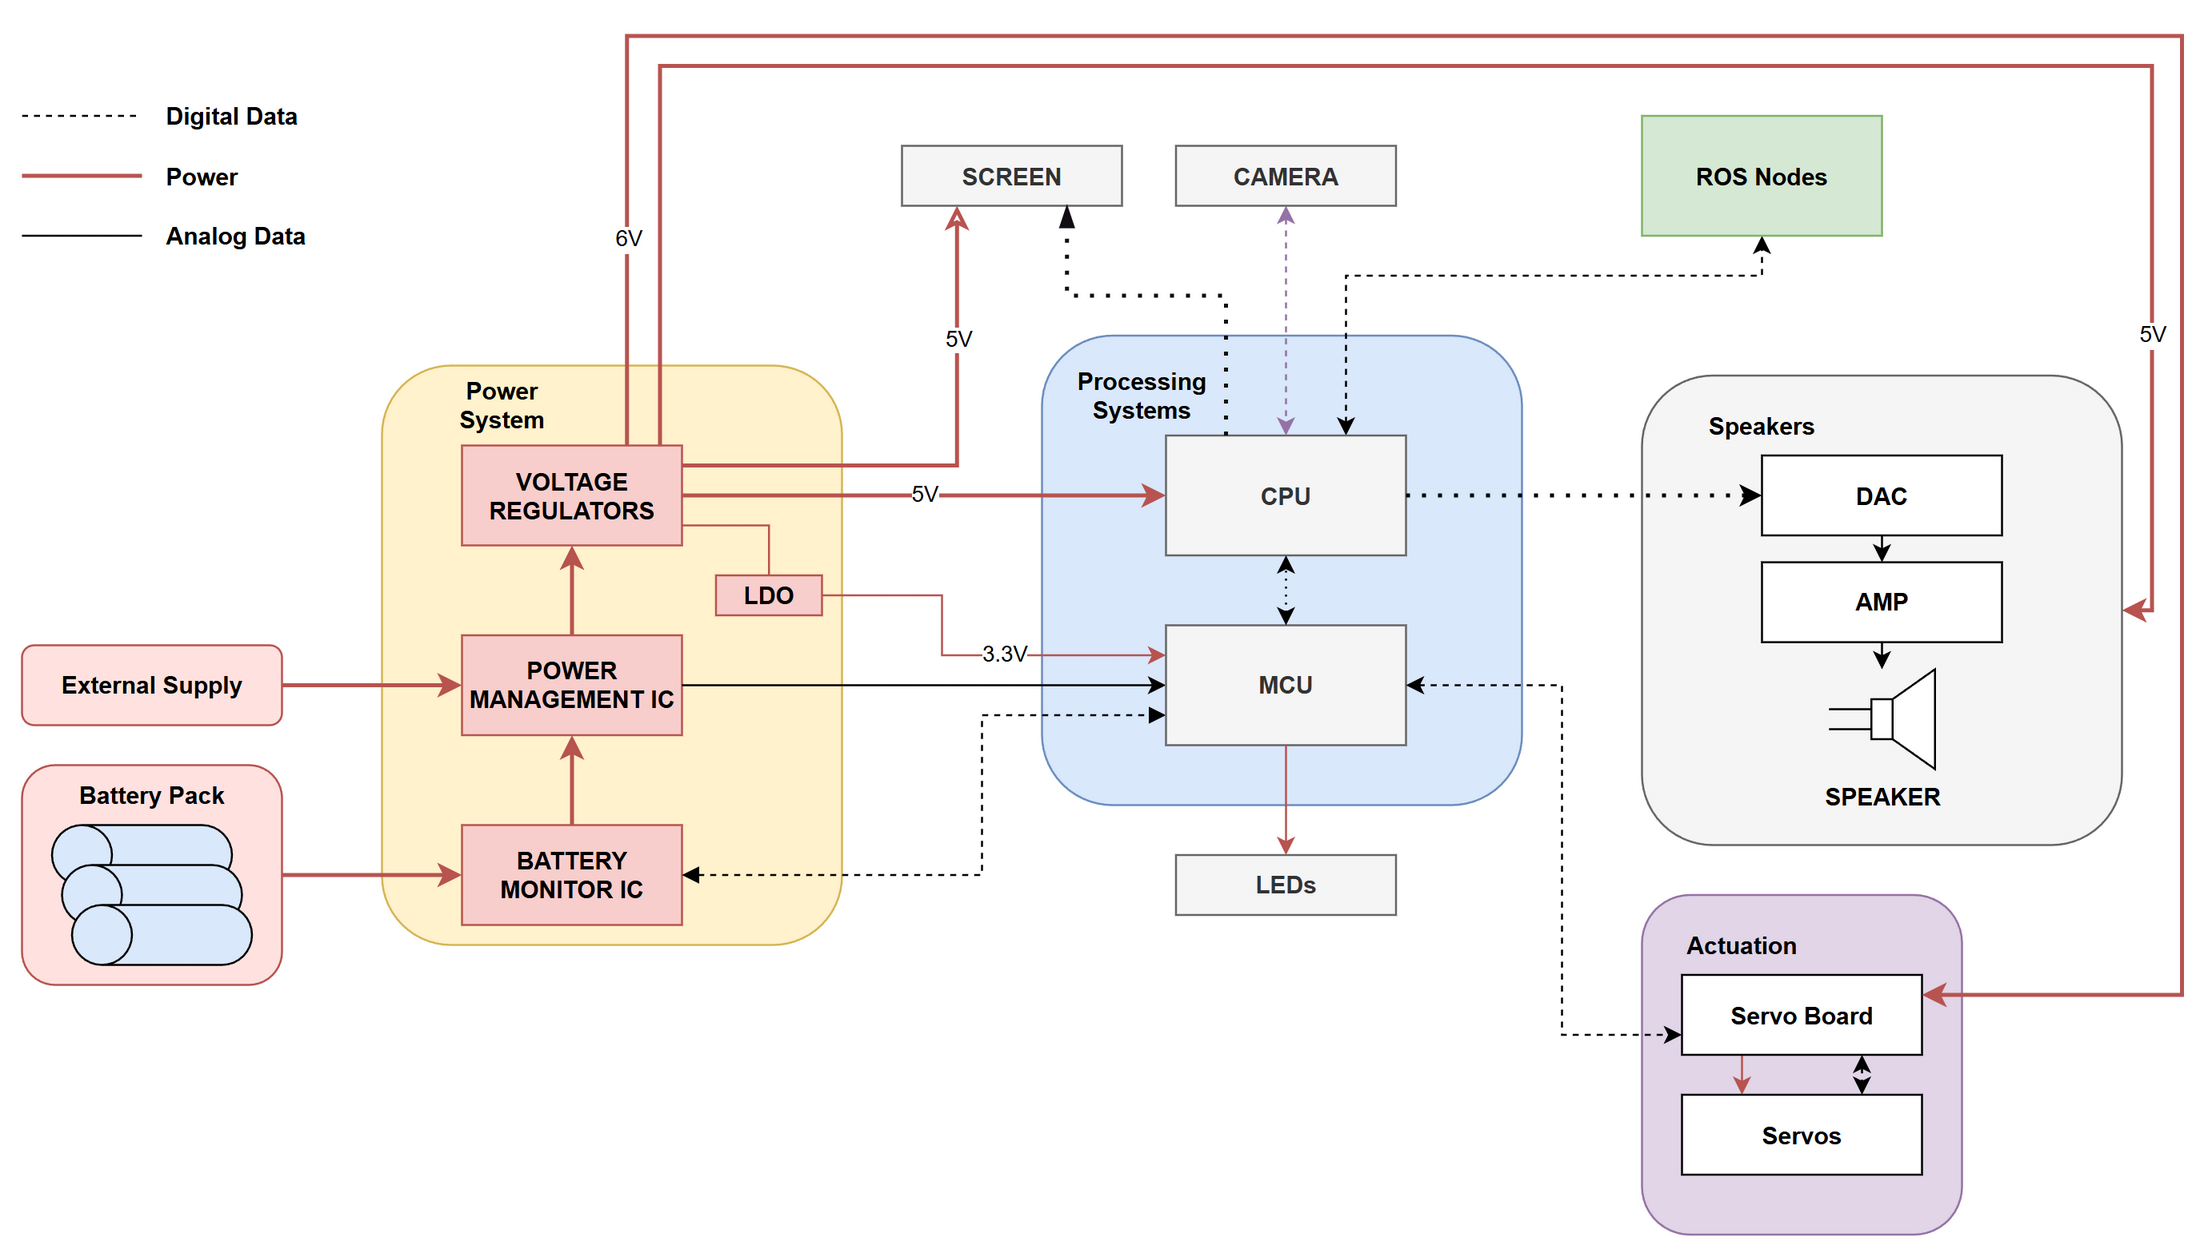 Digital Data
Power
Analog Data
6V
SCREEN
CAMERA
ROS Nodes
5V
5V
Power
System
VOLTAGE
REGULATORS
5V
LDO
3.3V
POWER
MANAGEMENT IC
BATTERY
MONITOR IC
External Supply
Battery Pack
Processing
Systems
CPU
MCU
LEDs
Speakers
DAC
AMP
SPEAKER
Actuation
Servo Board
Servos